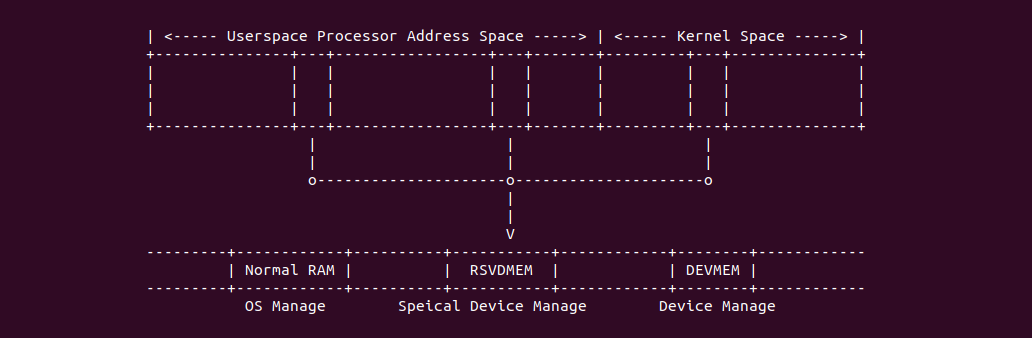 | <----- Userspace Processor Address Space -----> | <----- Kernel Space -----> |
o---------------------o---------------------o
V
| Normal RAM | | RSVDMEM | | DEVMEM |
OS Manage Speical Device Manage Device Manage